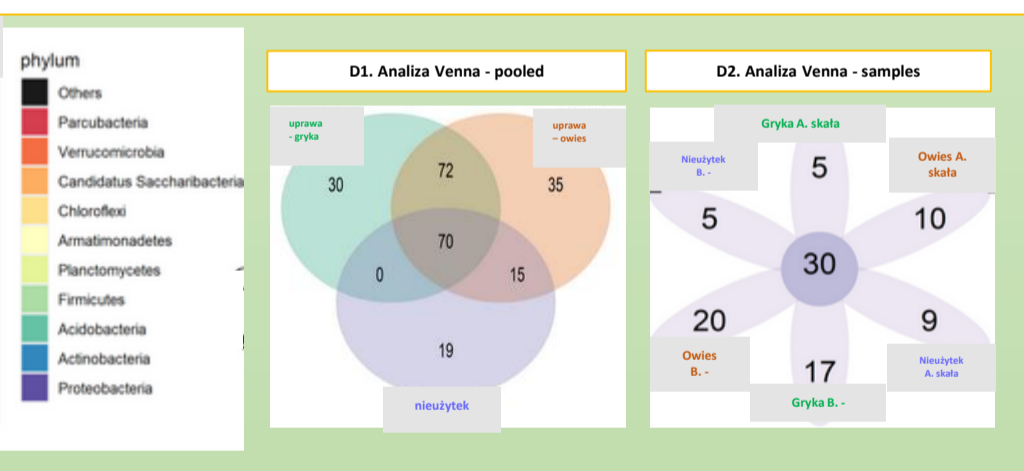 phylum
Others
Parcubacteria
Verrucomicrobia
Candidatus Saccharibacteria
Chloroflexi
Armatimonadetes
Planctomycetes
Firmicutes
Acidobacteria
Actinobacteria
Proteobacteria
D1. Analiza Venna - pooled
uprawa
- gryka
uprawa
– owies
30
72
35
70
0
15
19
nieużytek
D2. Analiza Venna - samples
Gryka A. skała
Nieużytek
B. -
Owies A.
skała
5
5
10
30
20
9
17
Owies
B. -
Nieużytek
A. skała
Gryka B. -